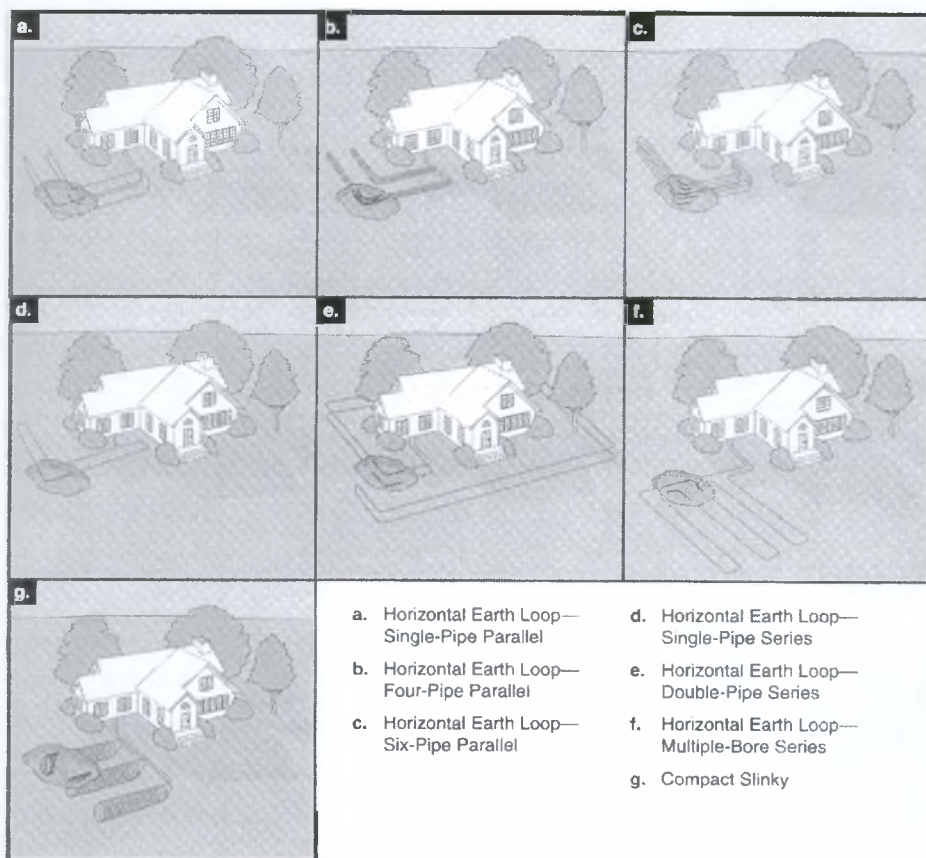 a.
b.
c.
d.
e.
f.
g.
a. Horizontal Earth Loop—
Single-Pipe Parallel
b. Horizontal Earth Loop—
Four-Pipe Parallel
c. Horizontal Earth Loop—
Six-Pipe Parallel
d. Horizontal Earth Loop—
Single-Pipe Series
e. Horizontal Earth Loop—
Double-Pipe Series
f. Horizontal Earth Loop—
Multiple-Bore Series
g. Compact Slinky